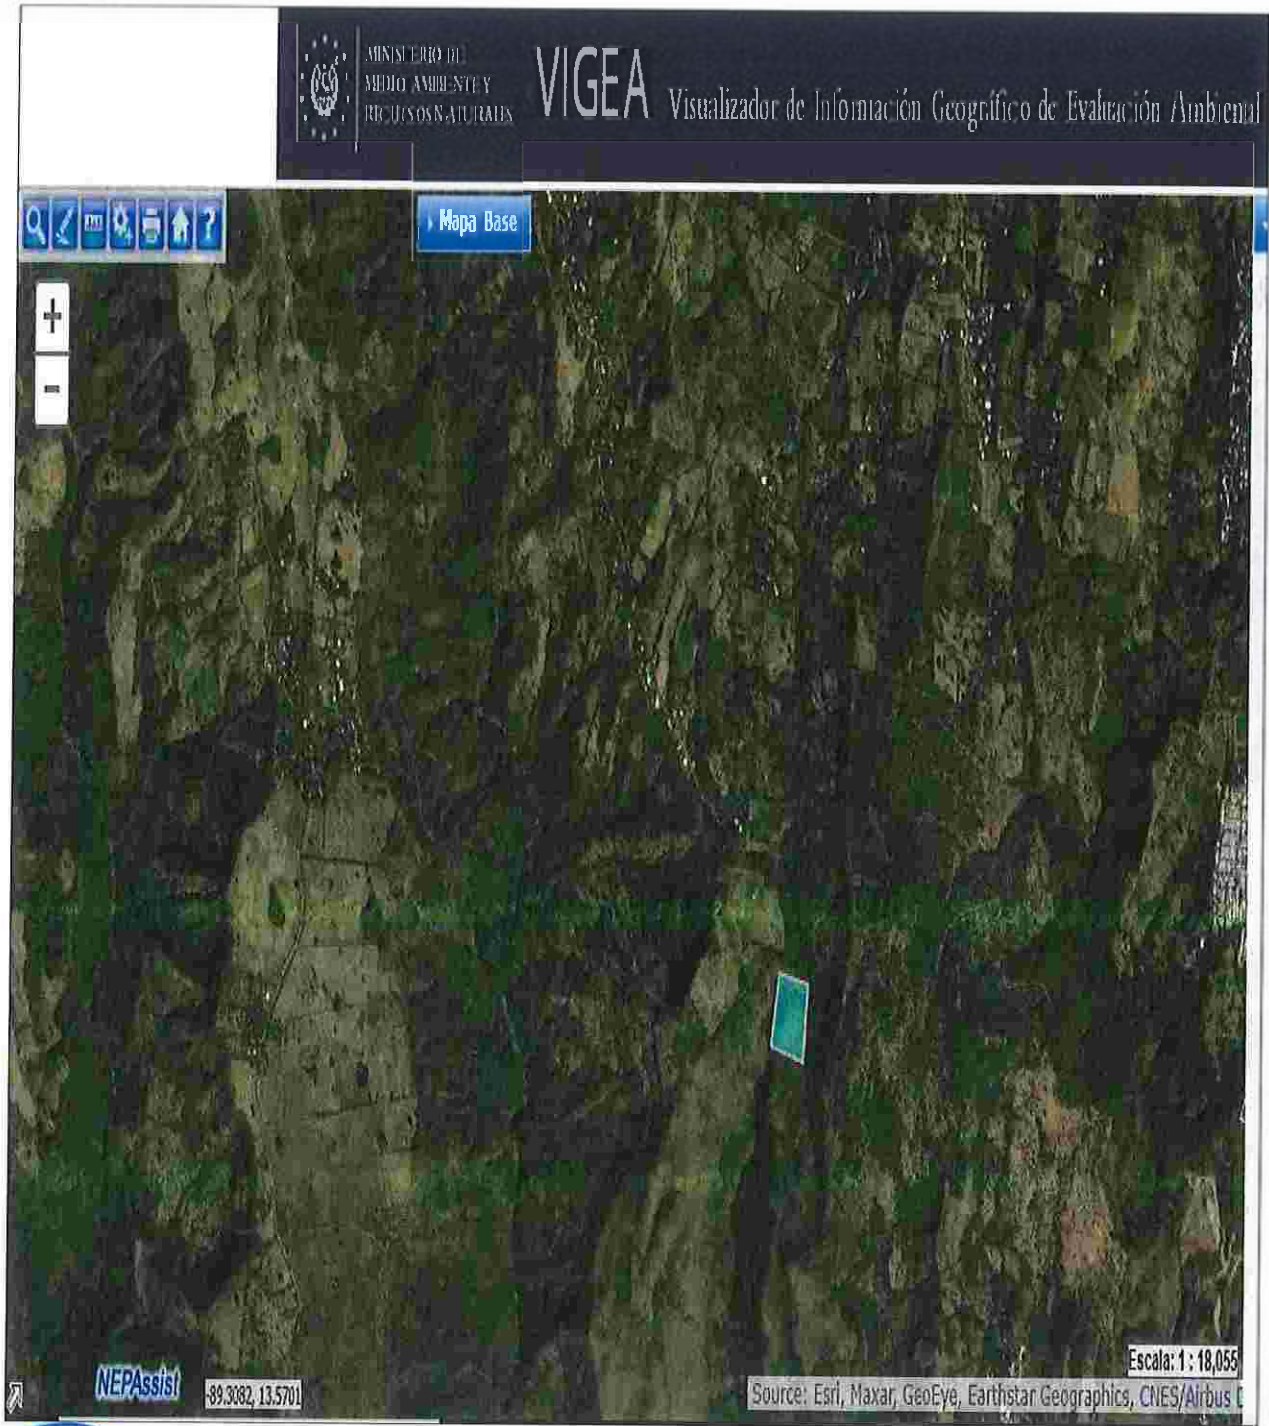 MINISTERIO DE
MEDIO AMBIENTE Y
RECURSOS NATURALES
VIGEA Visualizador de Información Geográfico de Evaluación Ambiental
Mapa Base
+
-
NEPAssist
-89.3082, 13.5701
Escala: 1 : 18,055
Source: Esri, Maxar, GeoEye, Earthstar Geographics, CNES/Airbus